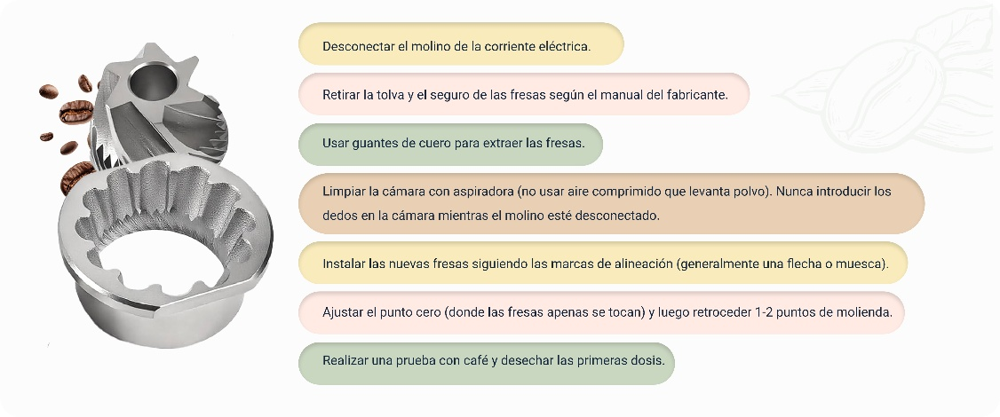 Desconectar el molino de la corriente eléctrica.
Retirar la tolva y el seguro de las fresas según el manual del fabricante.
Usar guantes de cuero para extraer las fresas.
Limpiar la cámara con aspiradora (no usar aire comprimido que levanta polvo). Nunca introducir los
dedos en la cámara mientras el molino esté desconectado.
Instalar las nuevas fresas siguiendo las marcas de alineación (generalmente una flecha o muesca).
Ajustar el punto cero (donde las fresas apenas se tocan) y luego retroceder 1-2 puntos de molienda.
Realizar una prueba con café y desechar las primeras dosis.